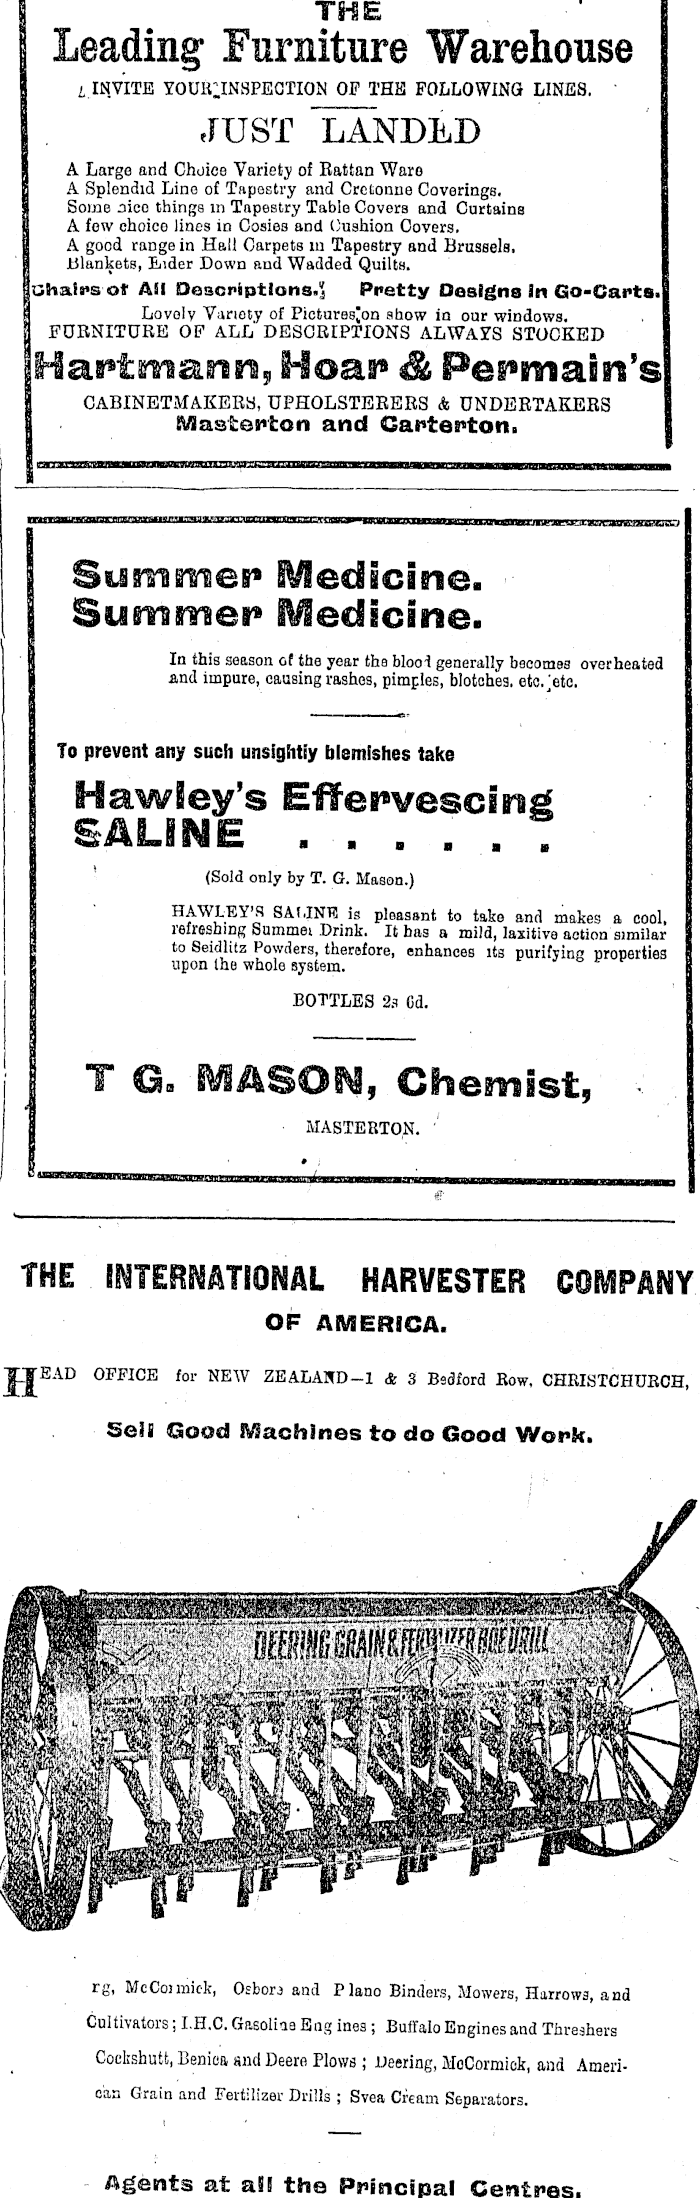 THE
Leading Furniture Warehouse
INVITE YOUR INSPECTION OF THE FOLLOWING LINES.
JUST LANDED
A Large and Choice Variety of Rattan Ware
A Splendid Line of Tapestry and Cretonne Coverings.
Some nice things in Tapestry Table Covers and Curtains
A few choice lines in Cosies and Cushion Covers.
A good range in Hall Carpets in Tapestry and Brussels.
Blankets, Eider Down and Wadded Quilts.
Chairs of All Descriptions. Pretty Designs in Go-Carts.
Lovely Variety of Pictures on show in our windows.
FURNITURE OF ALL DESCRIPTIONS ALWAYS STOCKED
Hartmann, Hoar & Permain's
CABINETMAKERS, UPHOLSTERERS & UNDERTAKERS
Masterton and Carterton.
Summer Medicine.
Summer Medicine.
In this season of the year the blood generally becomes overheated
and impure, causing rashes, pimples, blotches. etc. etc.
To prevent any such unsightly blemishes take
Hawley's Effervescing
SALINE . . . . . .
(Sold only by T. G. Mason.)
HAWLEY'S SALINE is pleasant to take and makes a cool,
refreshing Summer Drink. It has a mild, laxitive action similar
to Seidlitz Powders, therefore, enhances its purifying properties
upon the whole system.
BOTTLES 2s 6d.
T G. MASON, Chemist,
MASTERTON.
THE INTERNATIONAL HARVESTER COMPANY
OF AMERICA.
HEAD OFFICE for NEW ZEALAND—1 & 3 Bedford Row, CHRISTCHURCH,
Sell Good Machines to do Good Work.
DEERING GRAIN & FERTILIZER HOE DRILL
rg, McCormick, Osbore and Plano Binders, Mowers, Harrows, and
Cultivators; I.H.C. Gasoline Eng ines; Buffalo Engines and Threshers
Cockshutt, Benica and Deere Plows; Deering, McCormick, and Ameri-
can Grain and Fertilizer Drills; Svea Cream Separators.
Agents at all the Principal Centres.